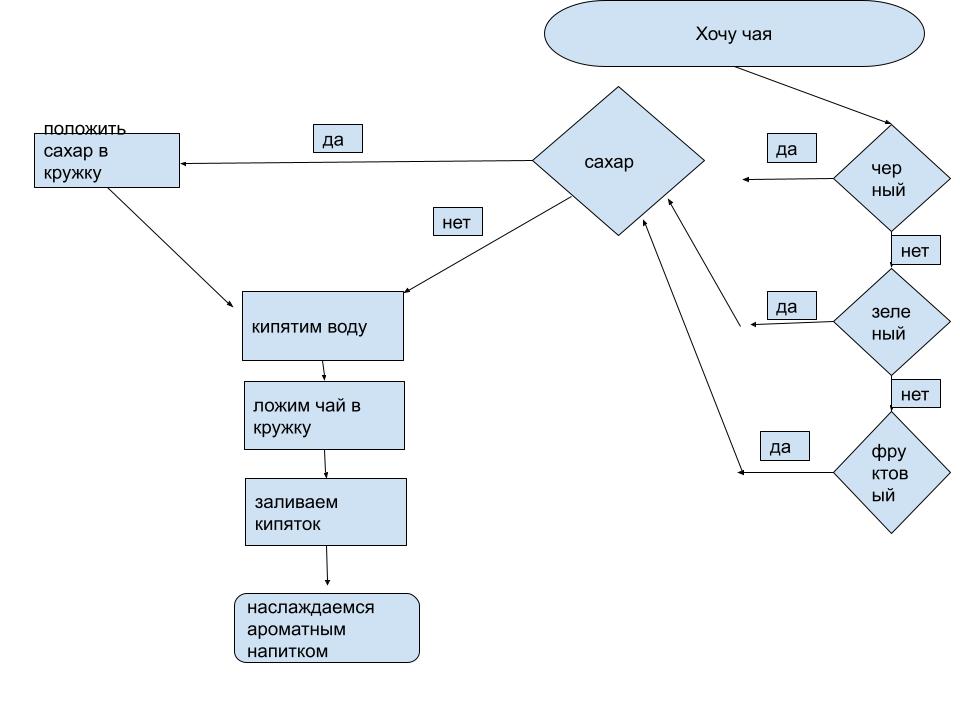 Хочу чая
положить
сахар в
кружку
да
сахар
да
чер
ный
нет
нет
кипятим воду
да
зеле
ный
нет
ложим чай в
кружку
да
фру
ктов
ый
заливаем
кипяток
наслаждаемся
ароматным
напитком